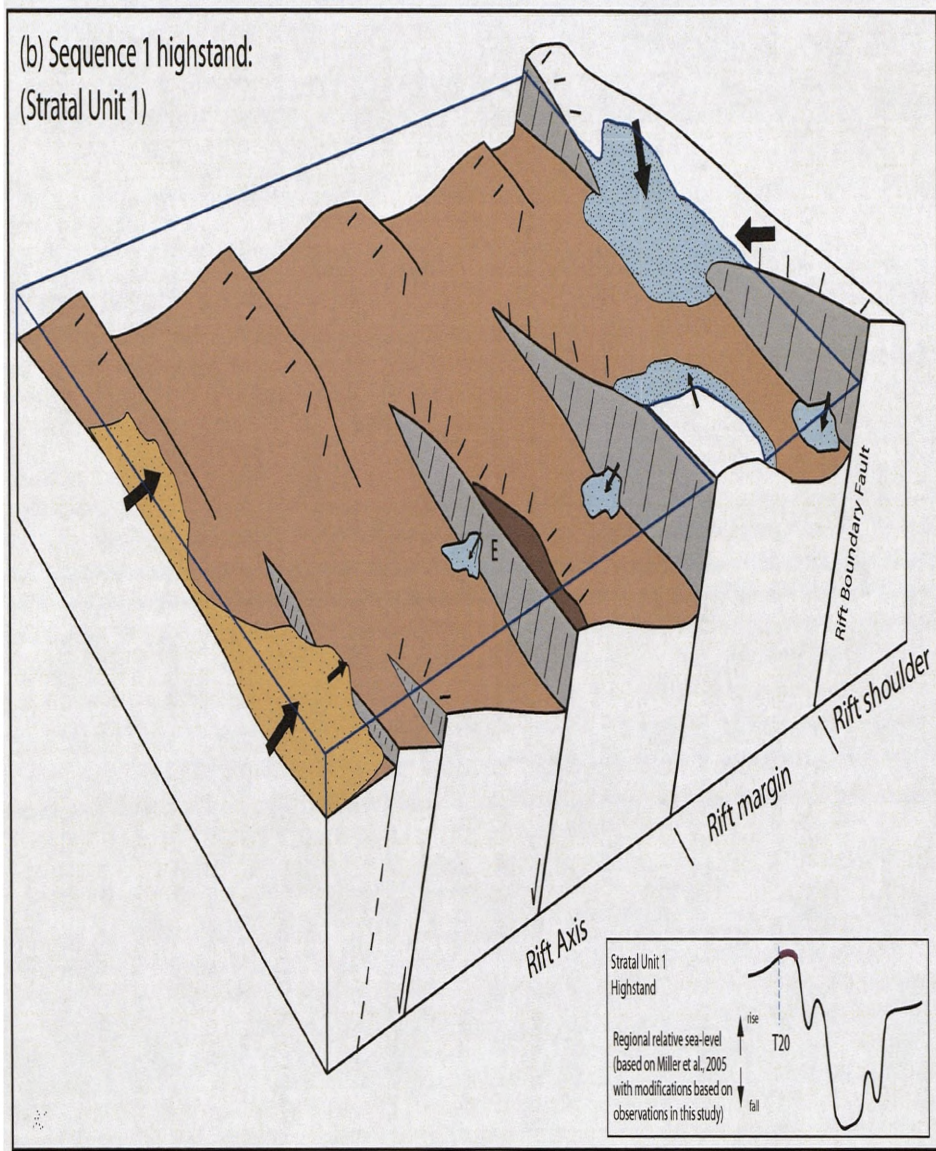 (b) Sequence 1 highstand:
(Stratal Unit 1)
E
Rift Boundary Fault
Rift shoulder
Rift margin
Rift Axis
Stratal Unit 1
Highstand
Regional relative sea-level
(based on Miller et al., 2005
with modifications based on
observations in this study)
rise
fall
T20